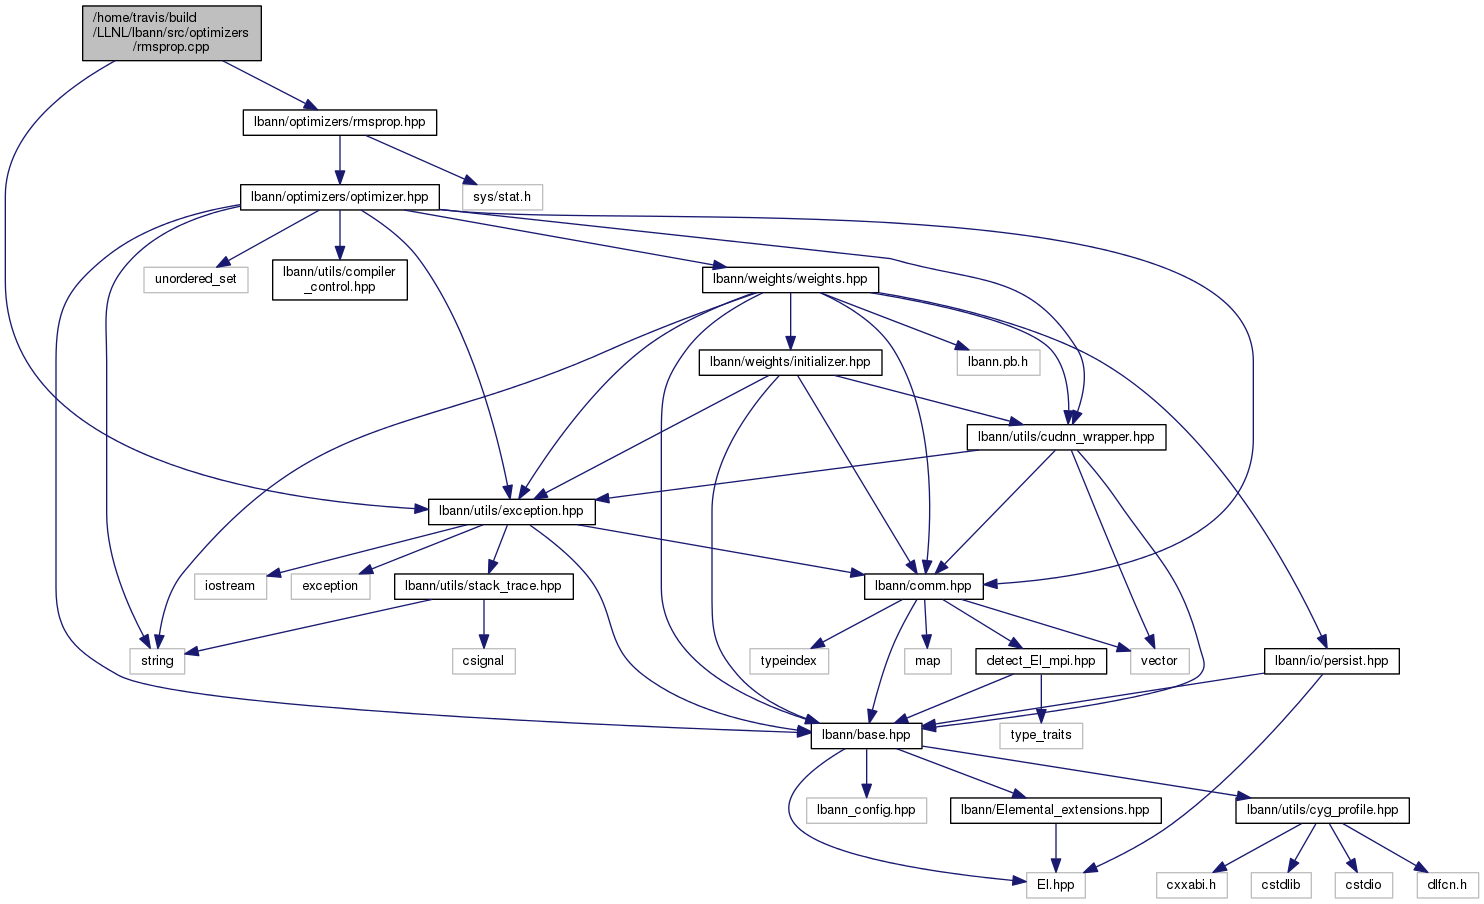 /home/travis/build
/LLNL/lbann/src/optimizers
/rmsprop.cpp
lbann/optimizers/rmsprop.hpp
lbann/optimizers/optimizer.hpp
sys/stat.h
unordered_set
lbann/utils/compiler
_control.hpp
lbann/weights/weights.hpp
lbann/weights/initializer.hpp
lbann.pb.h
lbann/utils/cudnn_wrapper.hpp
lbann/utils/exception.hpp
iostream
exception
lbann/utils/stack_trace.hpp
lbann/comm.hpp
string
csignal
typeindex
map
detect_El_mpi.hpp
vector
lbann/io/persist.hpp
lbann/base.hpp
type_traits
lbann_config.hpp
lbann/Elemental_extensions.hpp
lbann/utils/cyg_profile.hpp
El.hpp
cxxabi.h
cstdlib
cstdio
dlfcn.h